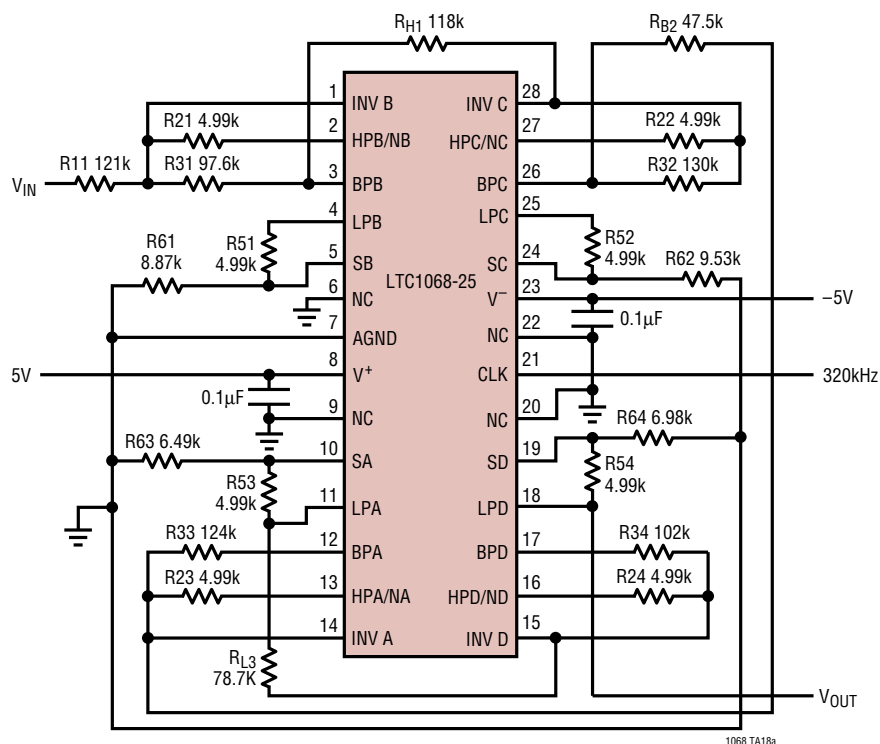 R_H1 118k
R_B2 47.5k
1 INV B INV C 28
R21 4.99k 2 HPB/NB HPC/NC 27 R22 4.99k
R11 121k R31 97.6k R32 130k
V_IN 3 BPB BPC 26
4 LPB LPC 25
R61 8.87k R51 4.99k 5 SB SC 24 R52 4.99k R62 9.53k
LTC1068-25
6 NC V− 23 −5V
7 AGND NC 22 0.1μF
5V 8 V+ CLK 21 320kHz
0.1μF 9 NC NC 20
R63 6.49k 10 SA SD 19 R64 6.98k
R53 4.99k 11 LPA LPD 18 R54 4.99k
R33 124k 12 BPA BPD 17 R34 102k
R23 4.99k 13 HPA/NA HPD/ND 16 R24 4.99k
14 INV A INV D 15
R_L3 78.7K
V_OUT
1068 TA18a